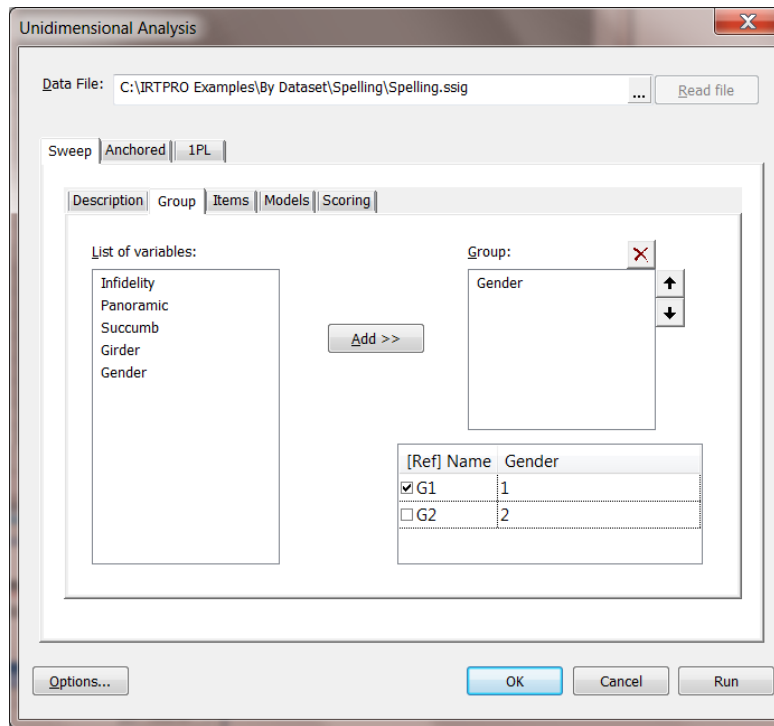 Unidimensional Analysis
Data File: C:\IRTPRO Examples\By Dataset\Spelling\Spelling.ssig ... Read file
Sweep Anchored 1PL
Description Group Items Models Scoring
List of variables:
Infidelity
Panoramic
Succumb
Girder
Gender
Add >>
Group:
Gender
[Ref] Name Gender
G1 1
G2 2
Options... OK Cancel Run